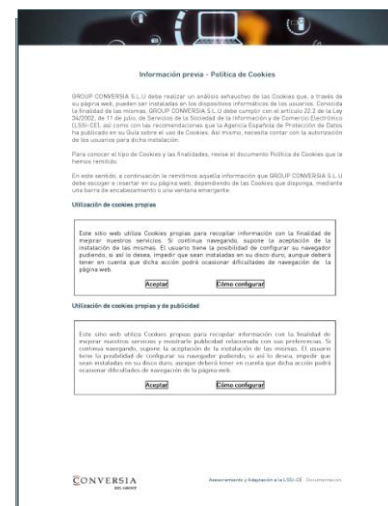 Información previa - Política de Cookies
GROUP CONVERSIA S.L.U debe realizar un análisis exhaustivo de las Cookies que, a través de
su página web, pueden ser instaladas en los dispositivos informáticos de los usuarios. Conocida
la finalidad de las mismas, GROUP CONVERSIA S.L.U debe cumplir con el artículo 22.2 de la Ley
34/2002, de 11 de julio, de Servicios de la Sociedad de la Información y de Comercio Electrónico
(LSSI-CE), así como con las recomendaciones que la Agencia Española de Protección de Datos
ha publicado en su Guía sobre el uso de Cookies. Así mismo, necesita contar con la autorización
de los usuarios para dicha instalación.
Para conocer el tipo de Cookies y las finalidades, revise el documento Política de Cookies que le
hemos remitido.
En este sentido, a continuación le remitimos aquella información que GROUP CONVERSIA S.L.U
debe escoger e insertar en su página web, dependiendo de las Cookies que disponga, mediante
una barra de encabezamiento o una ventana emergente.
Utilización de cookies propias
Este sitio web utiliza Cookies propias para recopilar información con la finalidad de
mejorar nuestros servicios. Si continua navegando, supone la aceptación de la
instalación de las mismas. El usuario tiene la posibilidad de configurar su navegador
pudiendo, si así lo desea, impedir que sean instaladas en su disco duro, aunque deberá
tener en cuenta que dicha acción podrá ocasionar dificultades de navegación de la
página web.
Aceptar Cómo configurar
Utilización de cookies propias y de publicidad
Este sitio web utiliza Cookies propias para recopilar información con la finalidad de
mejorar nuestros servicios y mostrarle publicidad relacionada con sus preferencias. Si
continua navegando, supone la aceptación de la instalación de las mismas. El usuario
tiene la posibilidad de configurar su navegador pudiendo, si así lo desea, impedir que
sean instaladas en su disco duro, aunque deberá tener en cuenta que dicha acción podrá
ocasionar dificultades de navegación de la página web.
Aceptar Cómo configurar
CONVERSIA
Asesoramiento y Adaptación a la LSSI-CE - Documentación